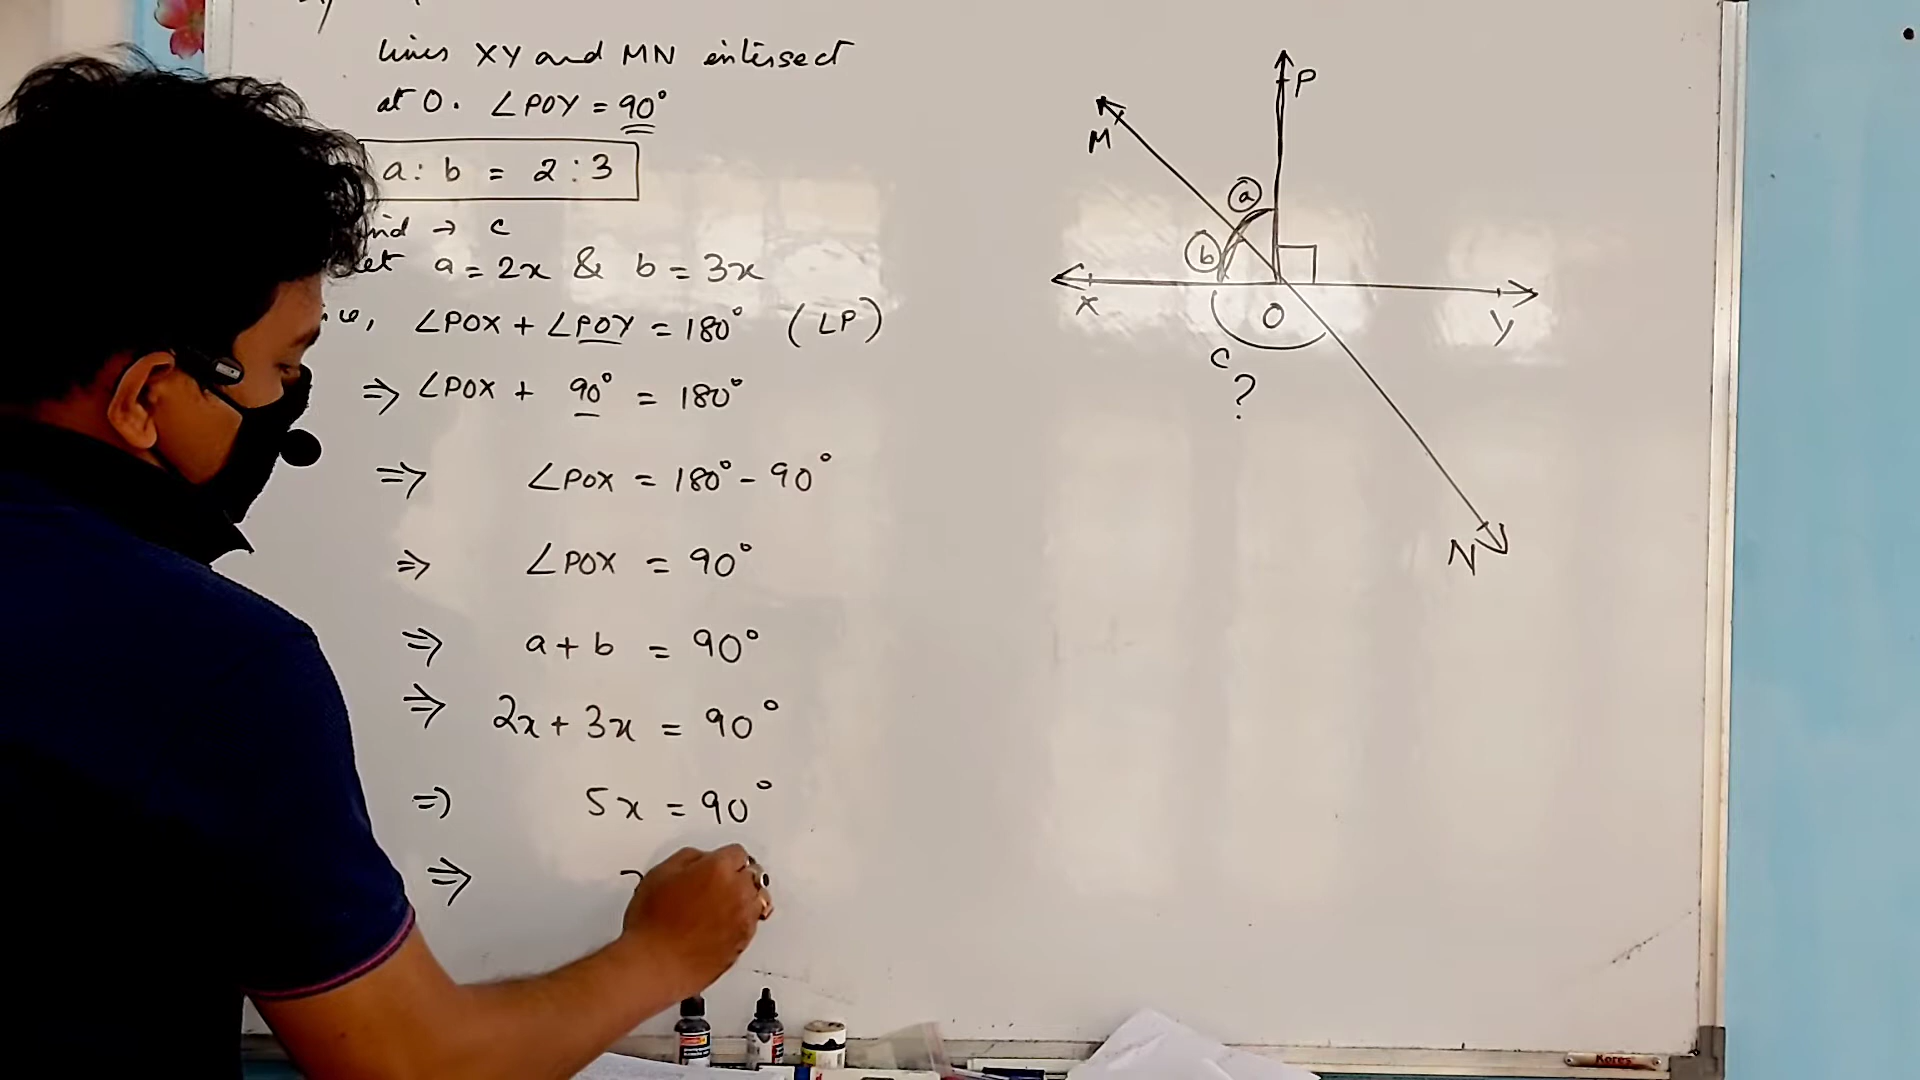 lines XY and MN intersect
at O. ∠POY = 90°
a : b = 2 : 3
→ c
a = 2x & b = 3x
∠POX + ∠POY = 180° (LP)
⇒ ∠POX + 90° = 180°
⇒ ∠POX = 180° - 90°
⇒ ∠POX = 90°
⇒ a + b = 90°
⇒ 2x + 3x = 90°
⇒ 5x = 90°
⇒
P
M
a
b
X
O
Y
c
?
N
Kores